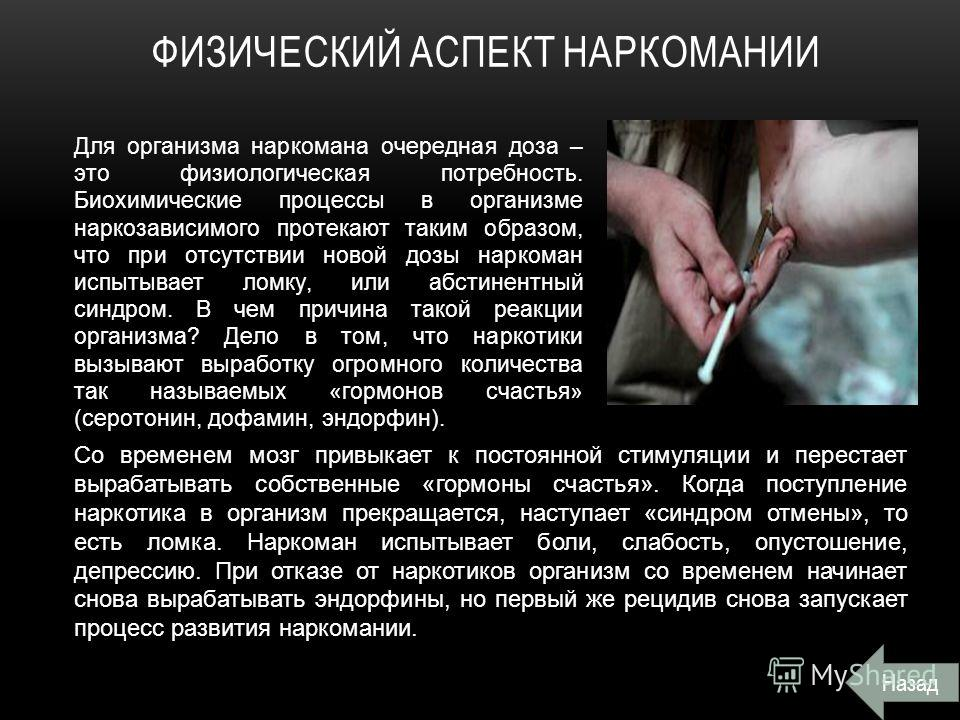 ФИЗИЧЕСКИЙ АСПЕКТ НАРКОМАНИИ
Для организма наркомана очередная доза –
это физиологическая потребность.
Биохимические процессы в организме
наркозависимого протекают таким образом,
что при отсутствии новой дозы наркоман
испытывает ломку, или абстинентный
синдром. В чем причина такой реакции
организма? Дело в том, что наркотики
вызывают выработку огромного количества
так называемых «гормонов счастья»
(серотонин, дофамин, эндорфин).
Со временем мозг привыкает к постоянной стимуляции и перестает
вырабатывать собственные «гормоны счастья». Когда поступление
наркотика в организм прекращается, наступает «синдром отмены», то
есть ломка. Наркоман испытывает боли, слабость, опустошение,
депрессию. При отказе от наркотиков организм со временем начинает
снова вырабатывать эндорфины, но первый же рецидив снова запускает
процесс развития наркомании.
MyShared
Назад